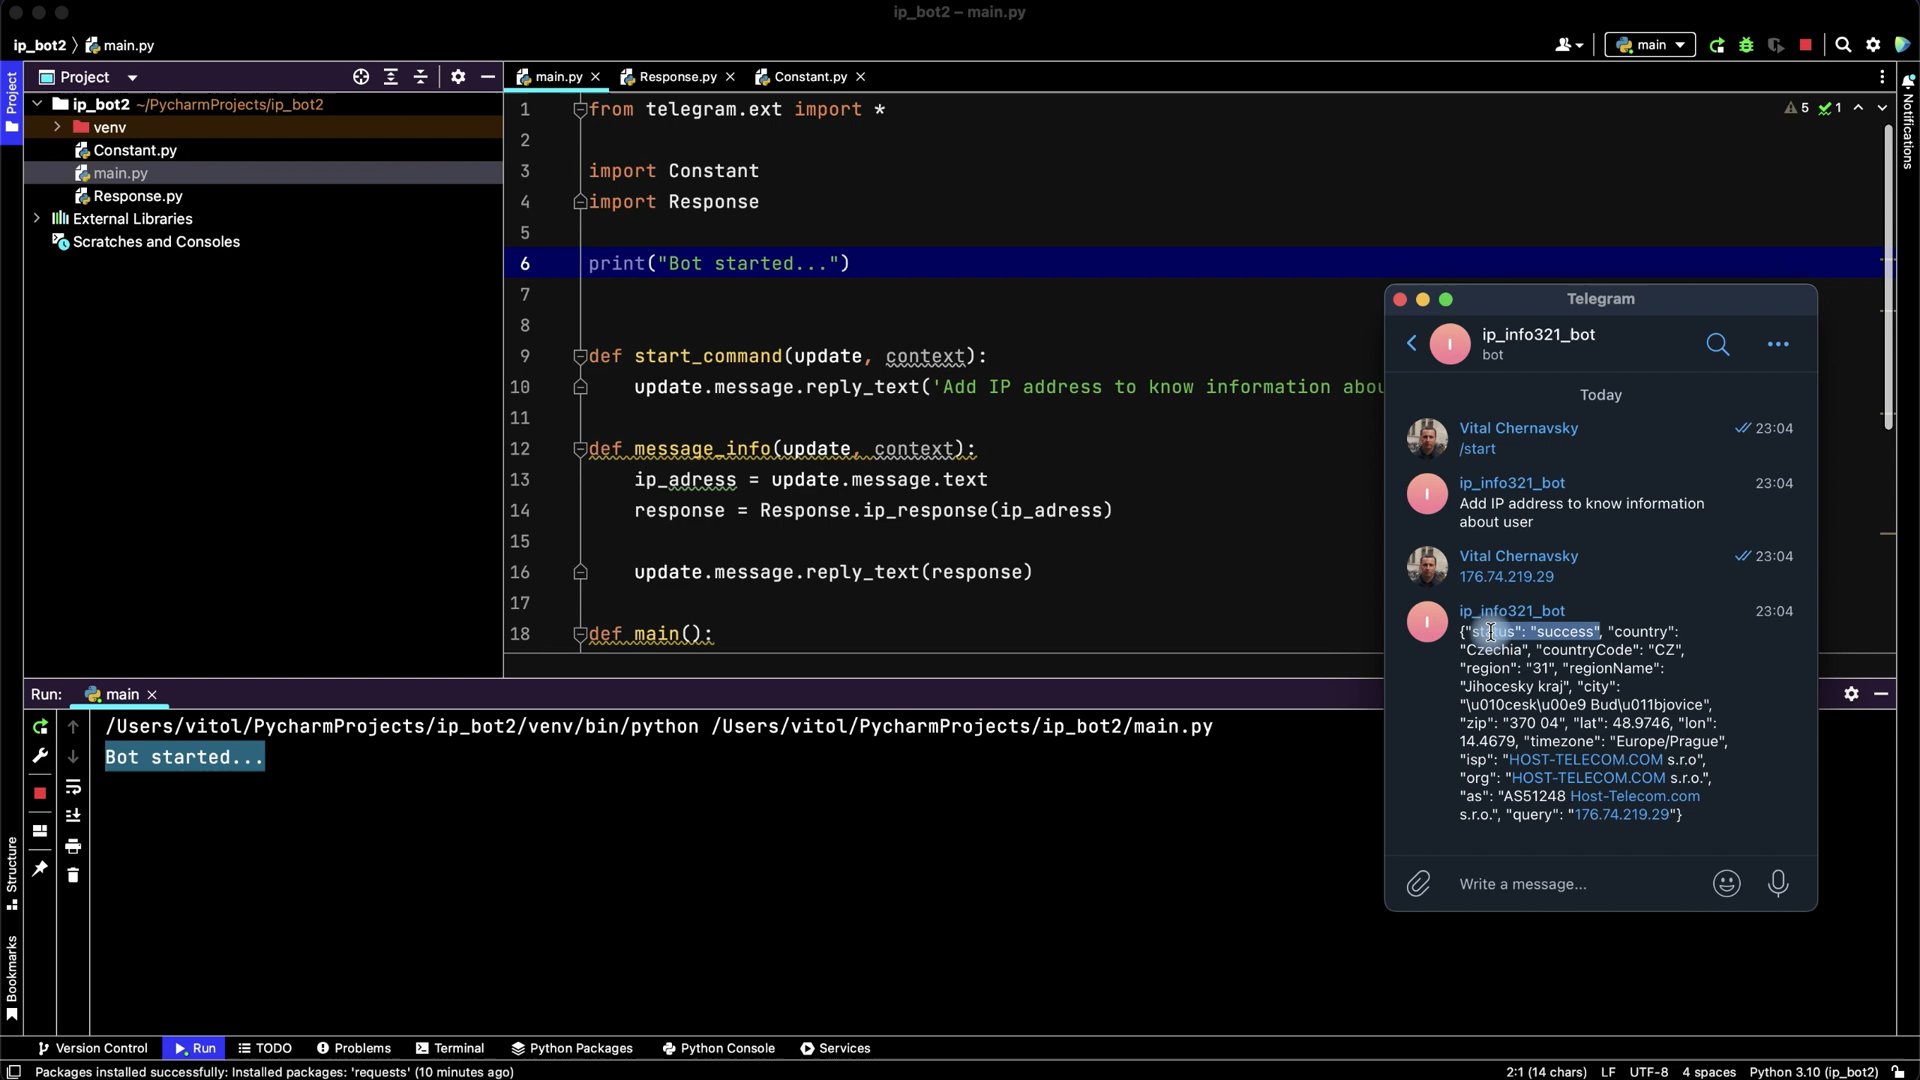 ip_bot2 – main.py
ip_bot2 〉 main.py
main
Project
Project
main.py
Response.py
Constant.py
Notifications
ip_bot2 ~/PycharmProjects/ip_bot2
venv
Constant.py
main.py
Response.py
External Libraries
Scratches and Consoles
5 1
1 from telegram.ext import *
2
3 import Constant
4 import Response
5
6 print("Bot started...")
7
8
9 def start_command(update, context):
10 update.message.reply_text('Add IP address to know information abou
11
12 def message_info(update, context):
13 ip_adress = update.message.text
14 response = Response.ip_response(ip_adress)
15
16 update.message.reply_text(response)
17
18 def main():
Telegram
I
ip_info321_bot
bot
Today
Vital Chernavsky 23:04
/start
I
ip_info321_bot 23:04
Add IP address to know information
about user
Vital Chernavsky 23:04
176.74.219.29
I
ip_info321_bot 23:04
{"status": "success", "country":
"Czechia", "countryCode": "CZ",
"region": "31", "regionName":
"Jihocesky kraj", "city":
"\u010cesk\u00e9 Bud\u011bjovice",
"zip": "370 04", "lat": 48.9746, "lon":
14.4679, "timezone": "Europe/Prague",
"isp": "HOST-TELECOM.COM s.r.o",
"org": "HOST-TELECOM.COM s.r.o.",
"as": "AS51248 Host-Telecom.com
s.r.o.", "query": "176.74.219.29"}
Write a message...
Run: main
/Users/vitol/PycharmProjects/ip_bot2/venv/bin/python /Users/vitol/PycharmProjects/ip_bot2/main.py
Bot started...
Structure
Bookmarks
Version Control
Run
TODO
Problems
Terminal
Python Packages
Python Console
Services
Packages installed successfully: Installed packages: 'requests' (10 minutes ago)
2:1 (14 chars) LF UTF-8 4 spaces Python 3.10 (ip_bot2)